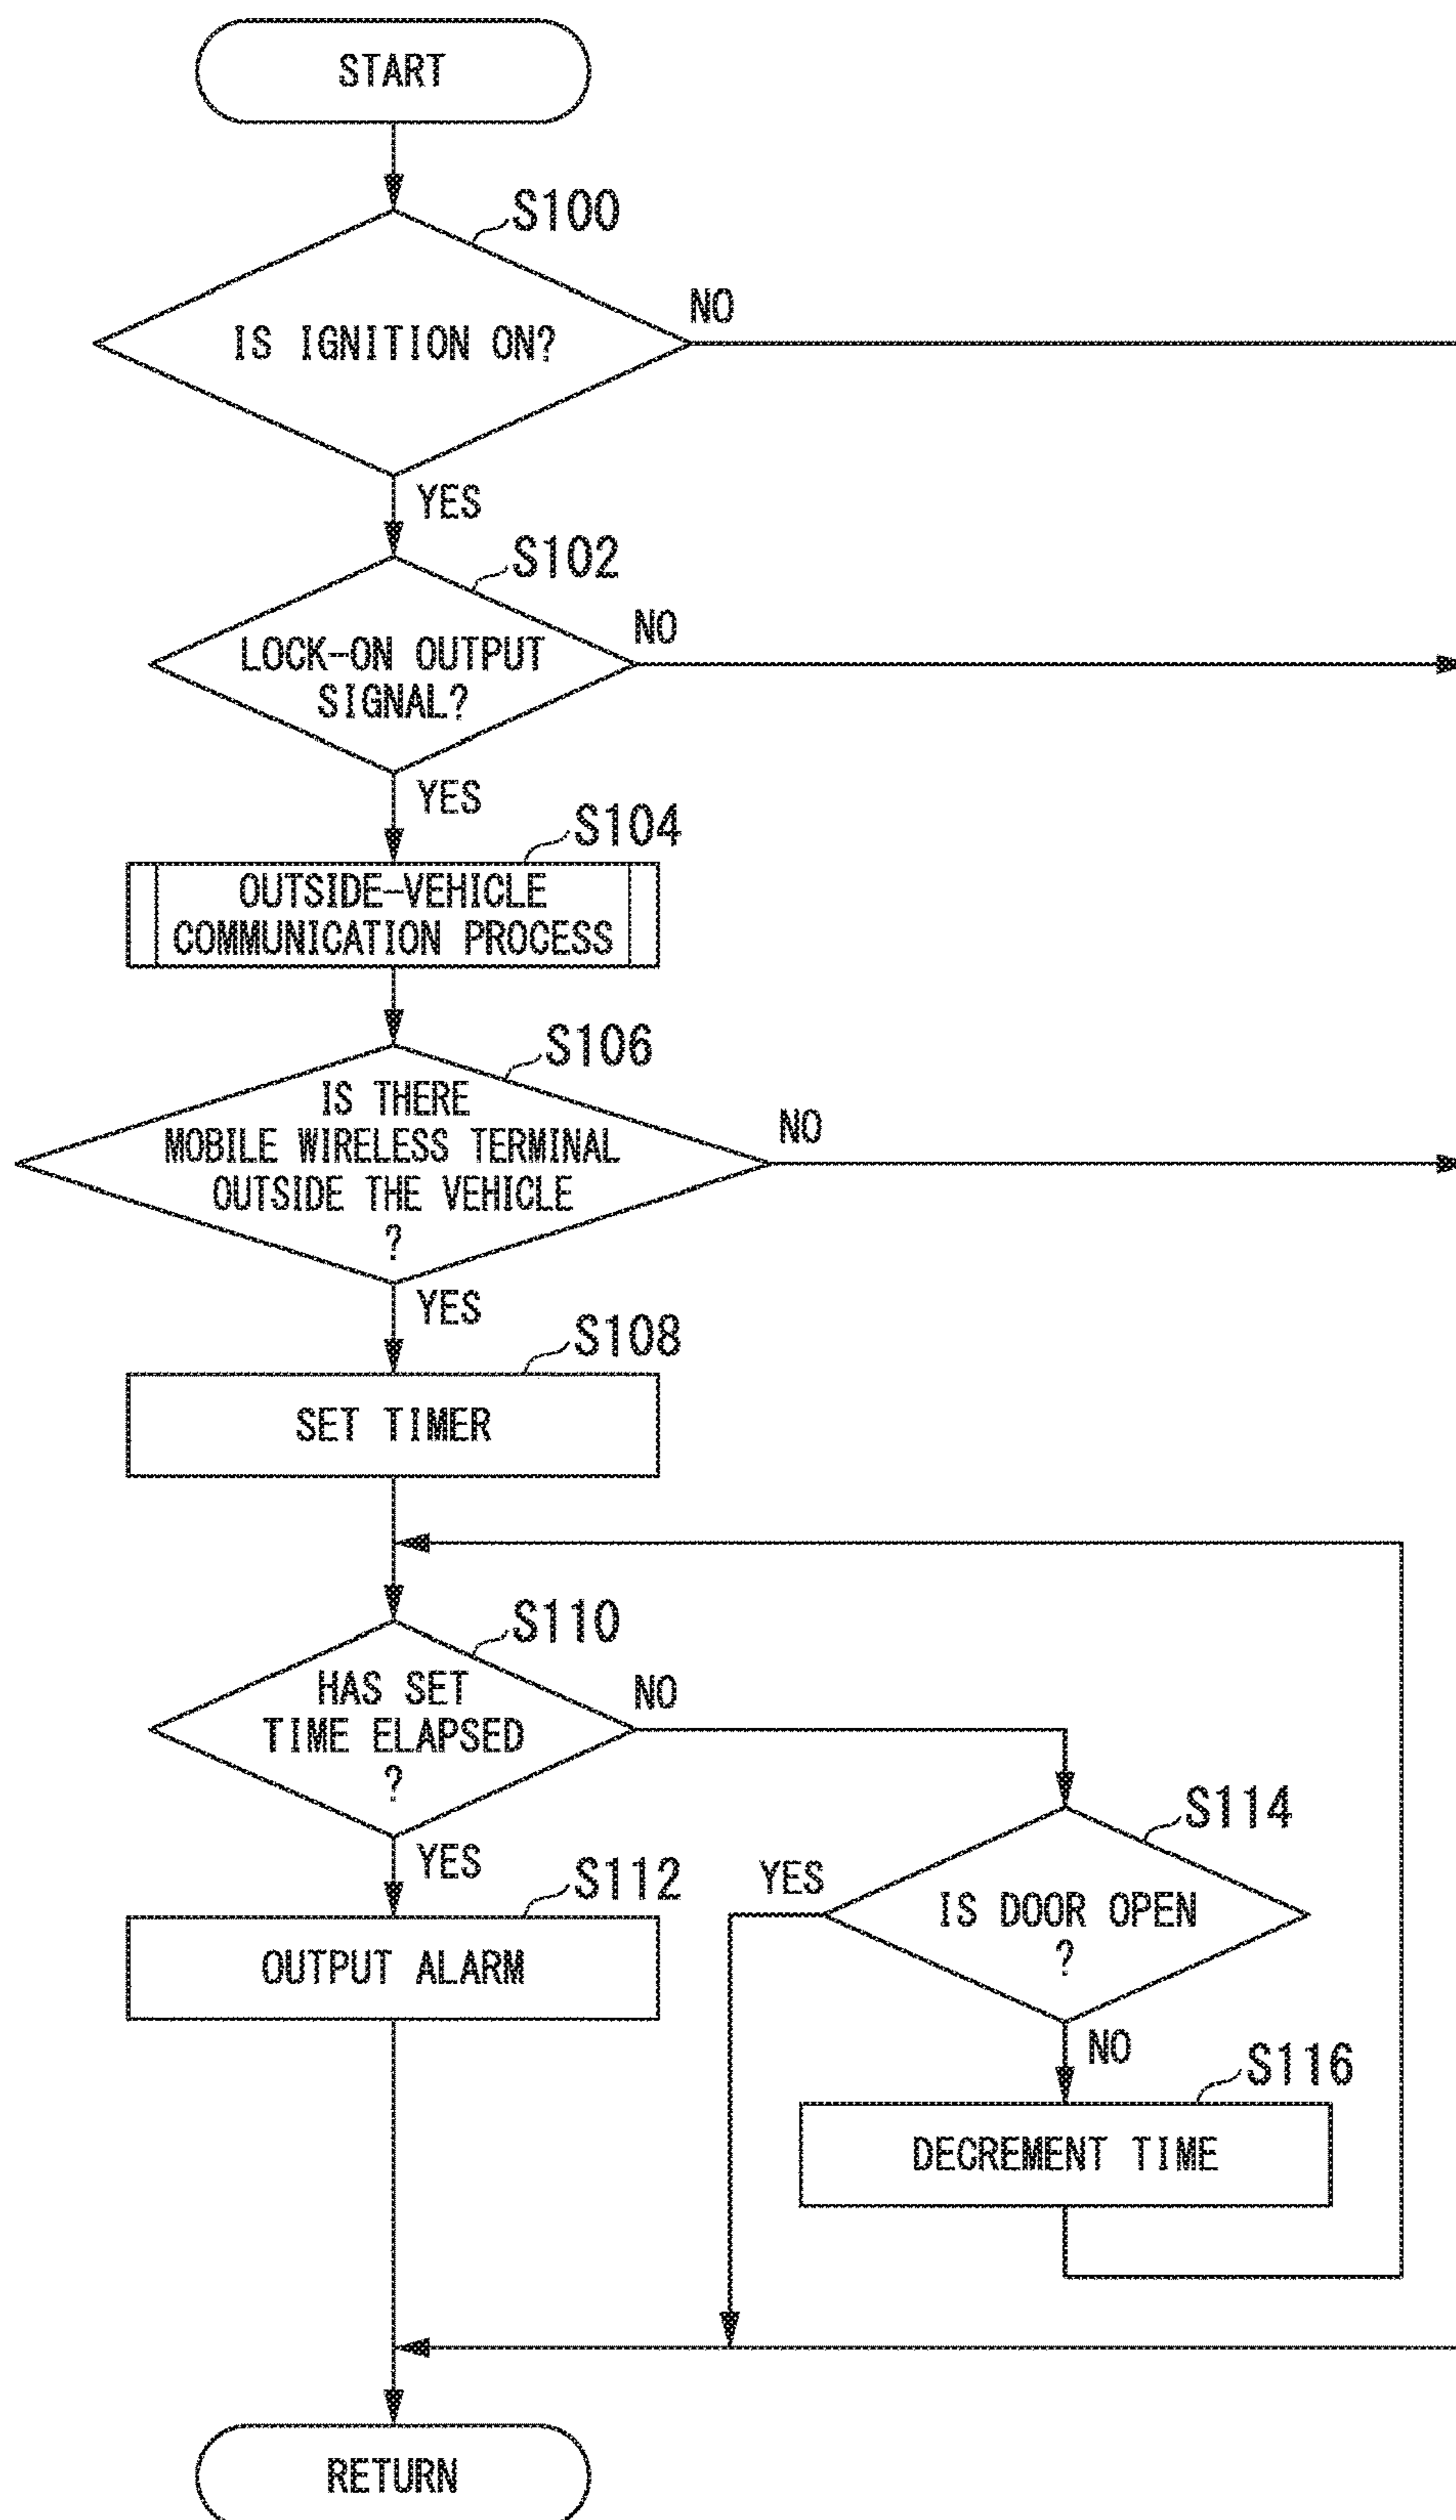 START
S100
IS IGNITION ON?
NO
YES
S102
LOCK-ON OUTPUT
SIGNAL?
NO
YES
S104
OUTSIDE-VEHICLE
COMMUNICATION PROCESS
S106
IS THERE
MOBILE WIRELESS TERMINAL
OUTSIDE THE VEHICLE
?
NO
YES
S108
SET TIMER
S110
HAS SET
TIME ELAPSED
?
NO
YES
S112
OUTPUT ALARM
S114
IS DOOR OPEN
?
YES
NO
S116
DECREMENT TIME
RETURN